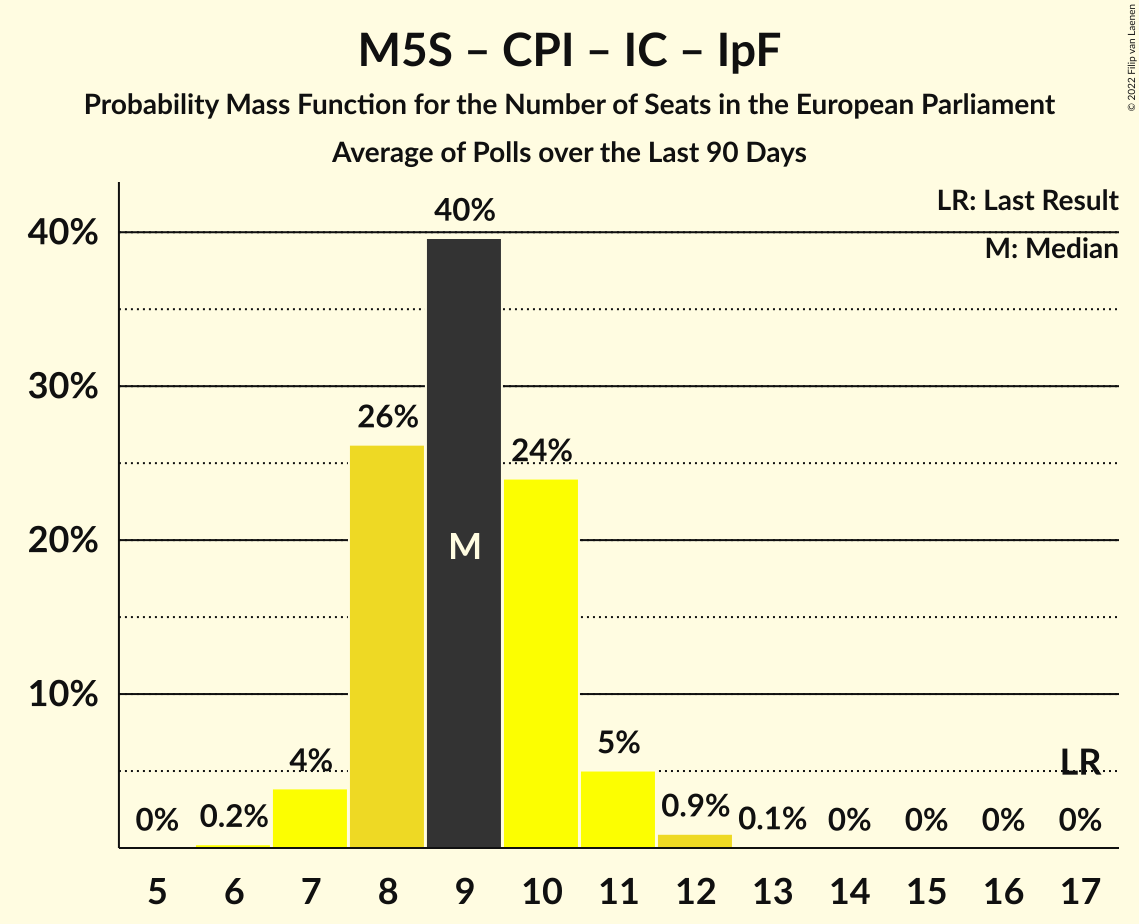 M5S – CPI – IC – IpF
Probability Mass Function for the Number of Seats in the European Parliament
Average of Polls over the Last 90 Days
© 2022 Filip van Laenen
LR: Last Result
M: Median
40%
30%
20%
10%
0%
0.2%
4%
26%
40%
M
24%
5%
0.9%
0.1%
0%
0%
0%
LR
0%
5 6 7 8 9 10 11 12 13 14 15 16 17